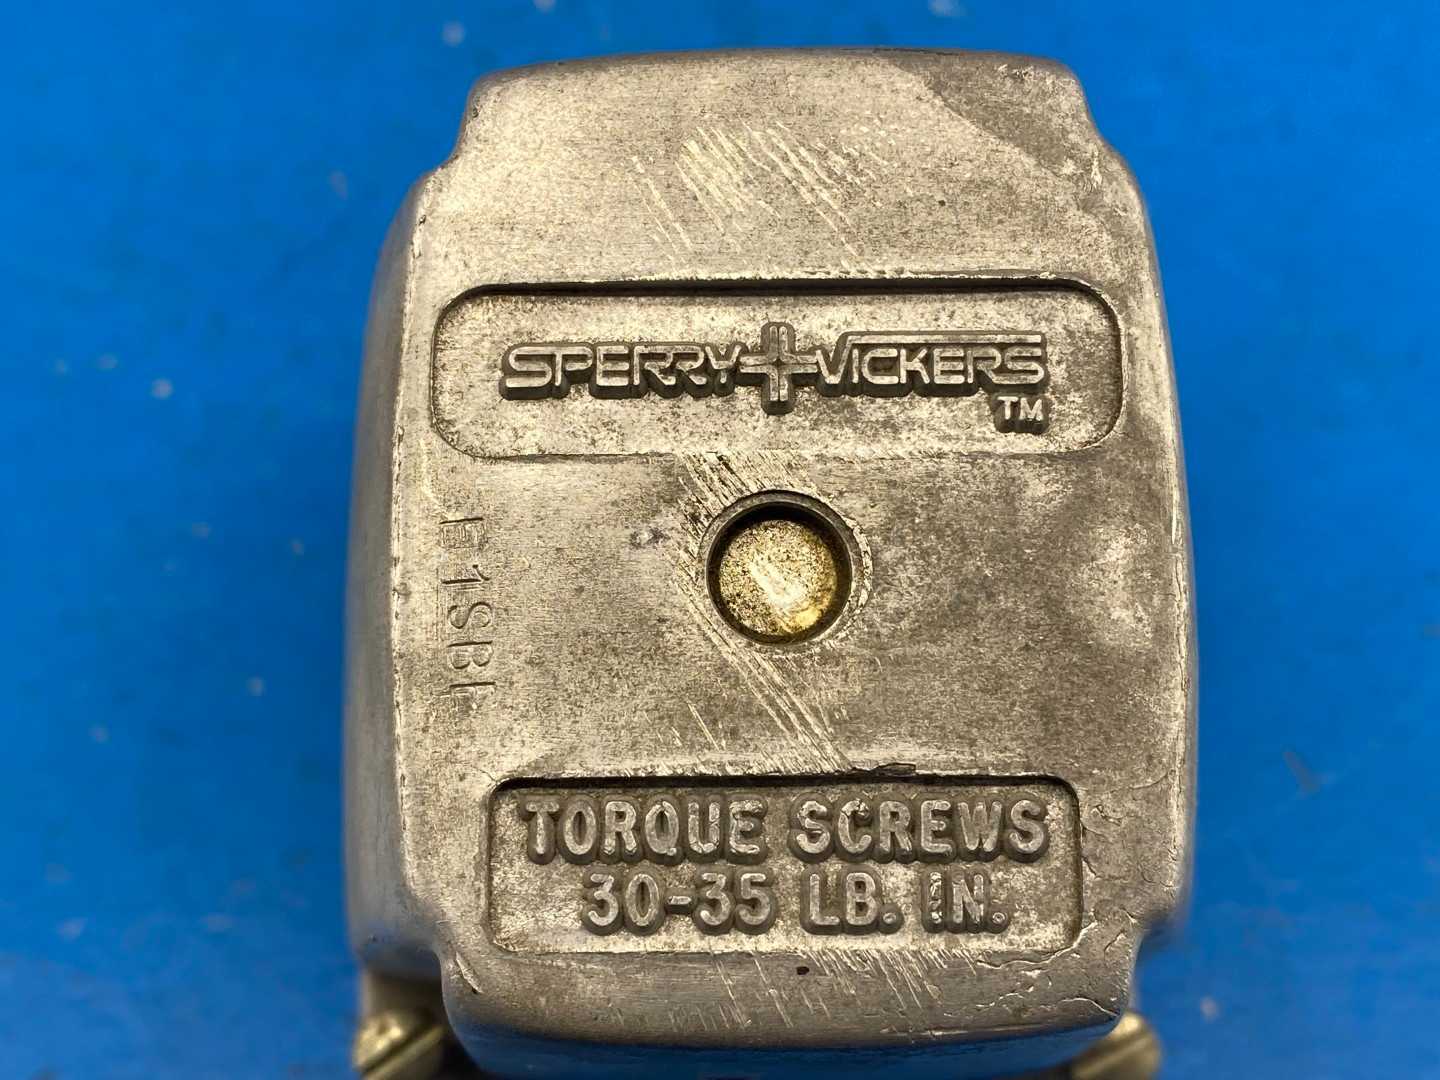 SPERRY VICKERS
TM
TORQUE SCREWS
30-35 LB. IN.